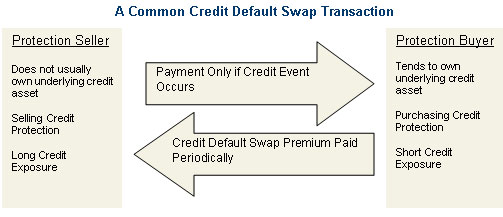 A Common Credit Default Swap Transaction
Protection Seller
Does not usually
own underlying credit
asset
Selling Credit
Protection
Long Credit
Exposure
Payment Only if Credit Event
Occurs
Credit Default Swap Premium Paid
Periodically
Protection Buyer
Tends to own
underlying credit
asset
Purchasing Credit
Protection
Short Credit
Exposure